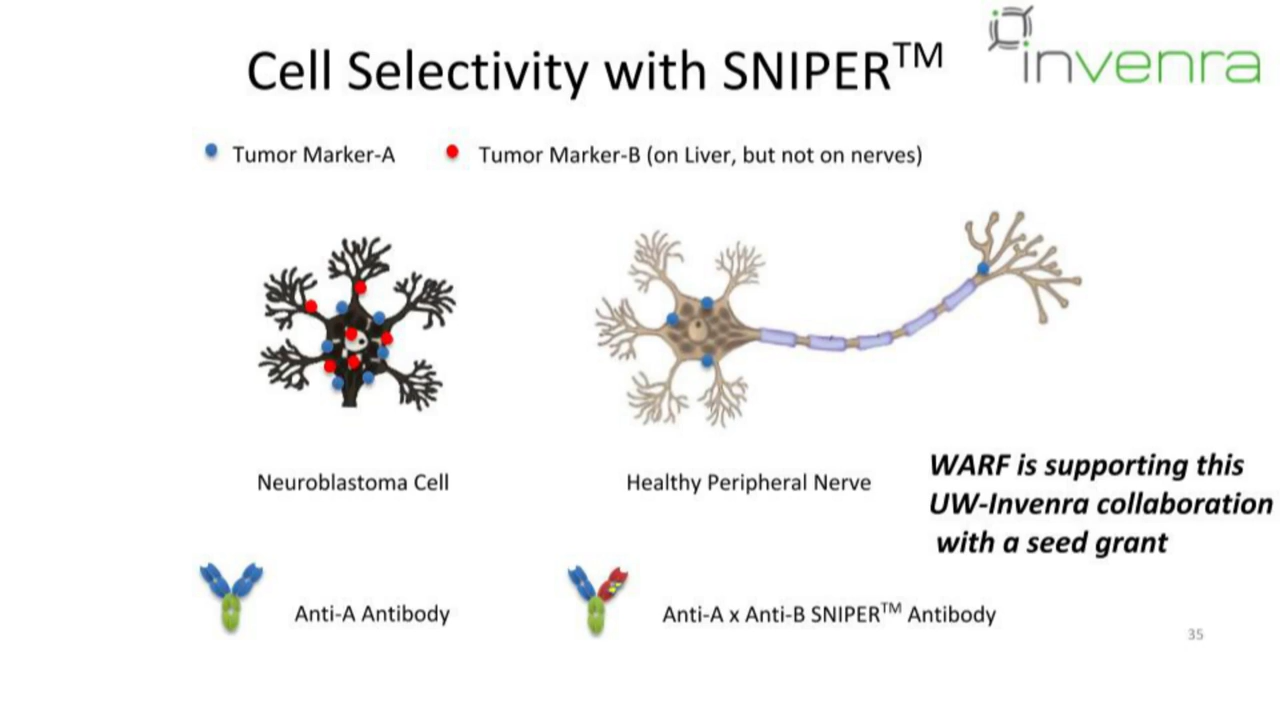 Cell Selectivity with SNIPER™
invenra
Tumor Marker-A
Tumor Marker-B (on Liver, but not on nerves)
Neuroblastoma Cell
Healthy Peripheral Nerve
WARF is supporting this
UW-Invenra collaboration
with a seed grant
Anti-A Antibody
Anti-A x Anti-B SNIPER™ Antibody
35